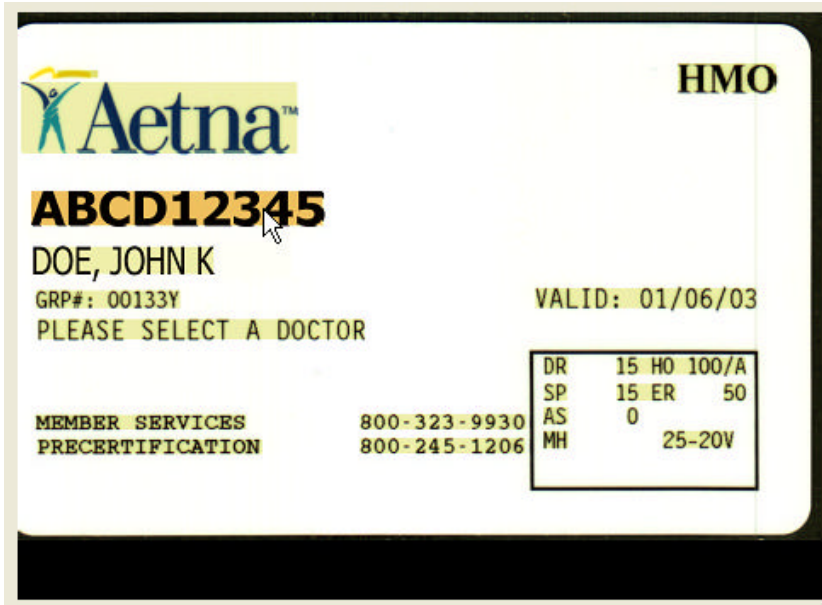 HMO
Aetna™
ABCD12345
DOE, JOHN K
GRP#: 00133Y
VALID: 01/06/03
PLEASE SELECT A DOCTOR
DR 15 HO 100/A
SP 15 ER 50
AS 0
MH 25-20V
MEMBER SERVICES 800-323-9930
PRECERTIFICATION 800-245-1206